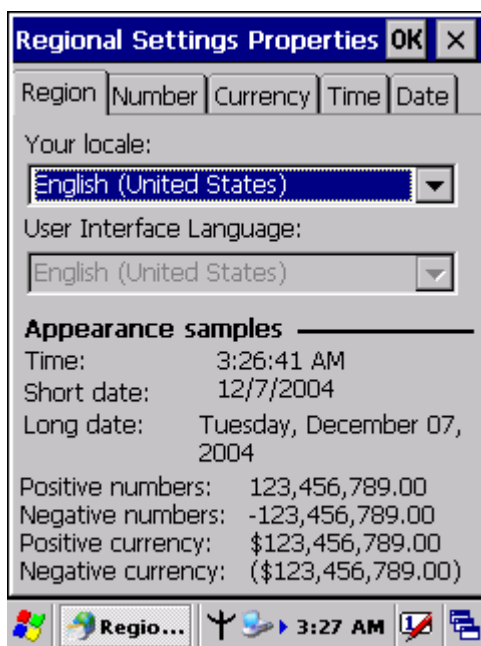 Regional Settings Properties OK ×
Region Number Currency Time Date
Your locale:
English (United States)
User Interface Language:
English (United States)
Appearance samples
Time: 3:26:41 AM
Short date: 12/7/2004
Long date: Tuesday, December 07,
2004
Positive numbers: 123,456,789.00
Negative numbers: -123,456,789.00
Positive currency: $123,456,789.00
Negative currency: ($123,456,789.00)
Regio... 3:27 AM